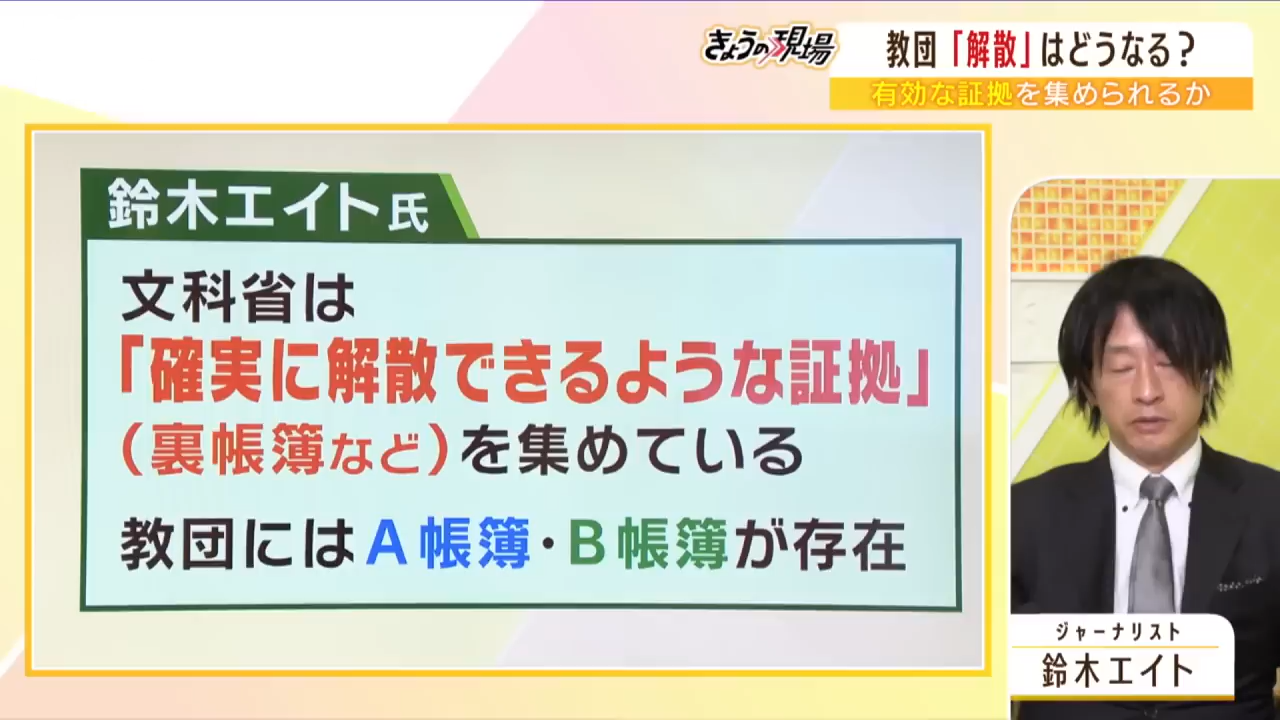 きょうの現場
教団「解散」はどうなる?
有効な証拠を集められるか
鈴木エイト氏
文科省は
「確実に解散できるような証拠」
(裏帳簿など)を集めている
教団にはA帳簿・B帳簿が存在
ジャーナリスト
鈴木エイト